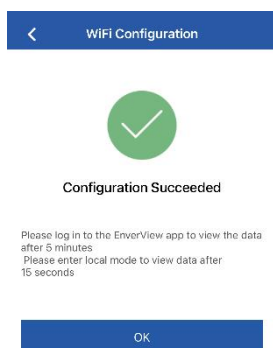 WiFi Configuration
Configuration Succeeded
Please log in to the EnverView app to view the data
after 5 minutes
Please enter local mode to view data after
15 seconds
OK